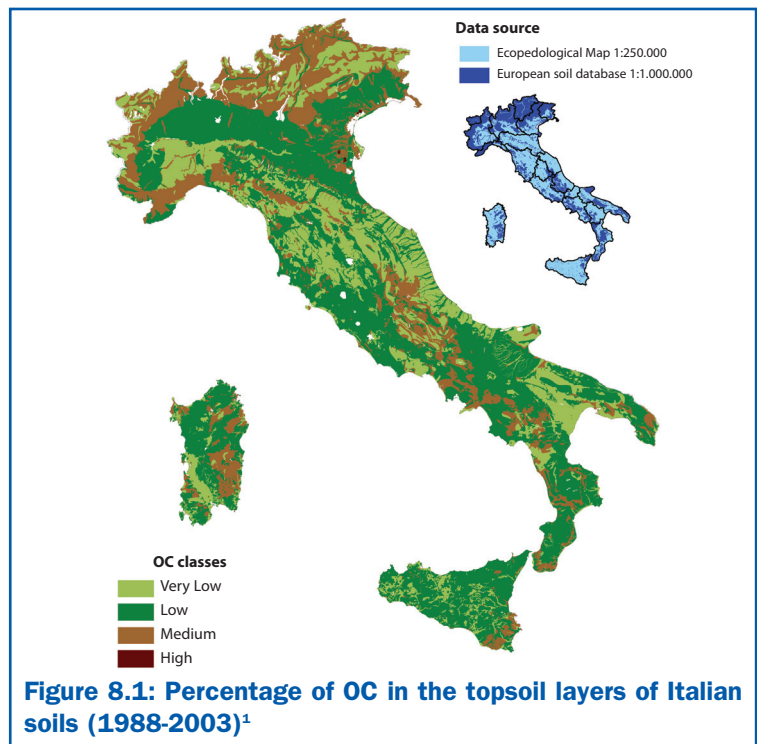 Data source
Ecopedological Map 1:250.000
European soil database 1:1.000.000
OC classes
Very Low
Low
Medium
High
Figure 8.1: Percentage of OC in the topsoil layers of Italian
soils (1988-2003)¹